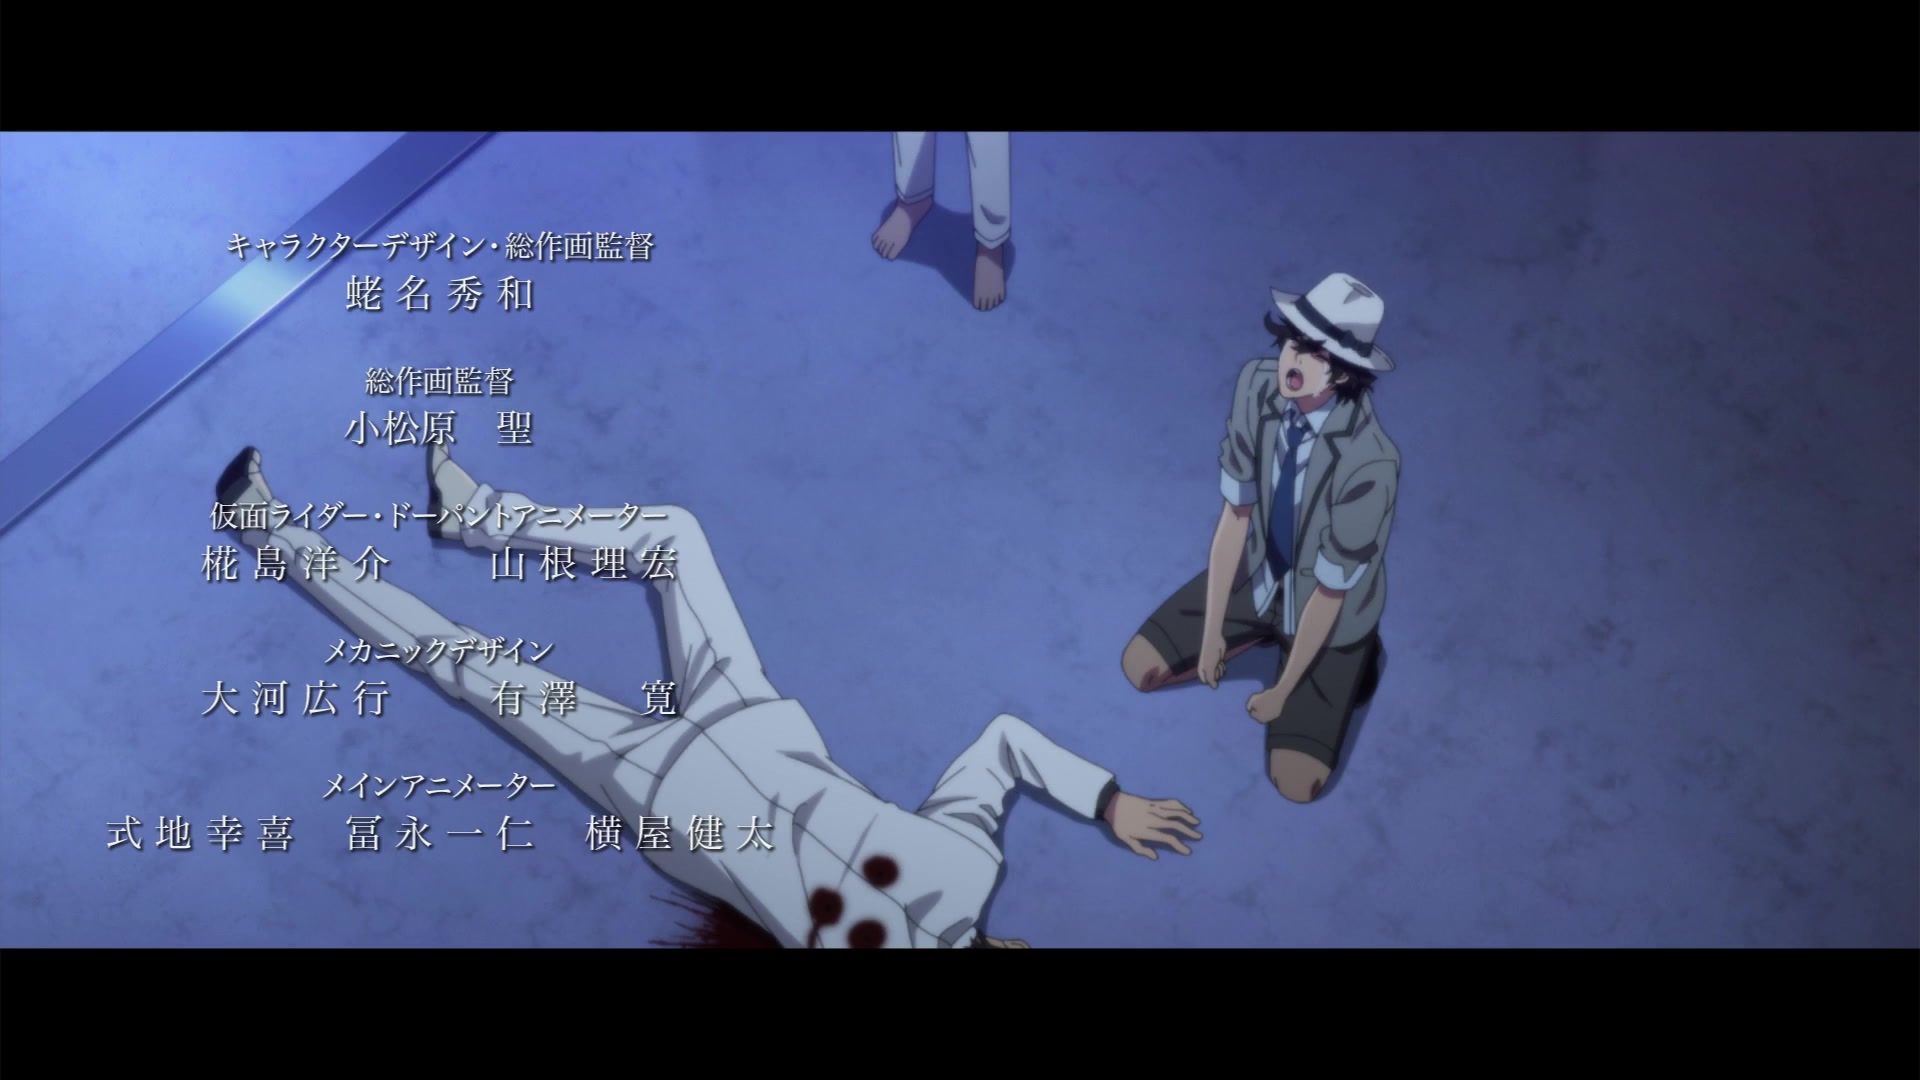 キャラクターデザイン・総作画監督
蛯名秀和
総作画監督
小松原 聖
仮面ライダー・ドーパントアニメーター
椛島洋介 山根理宏
メカニックデザイン
大河広行 有澤 寛
メインアニメーター
式地幸喜 冨永一仁 横屋健太